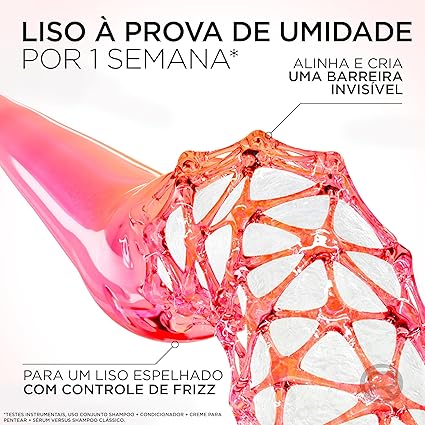 LISO À PROVA DE UMIDADE
POR 1 SEMANA*
ALINHA E CRIA
UMA BARREIRA
INVISÍVEL
PARA UM LISO ESPELHADO
COM CONTROLE DE FRIZZ
*TESTES INSTRUMENTAIS, USO CONJUNTO SHAMPOO + CONDICIONADOR + CREME PARA
PENTEAR + SÉRUM VERSUS SHAMPOO CLÁSSICO.